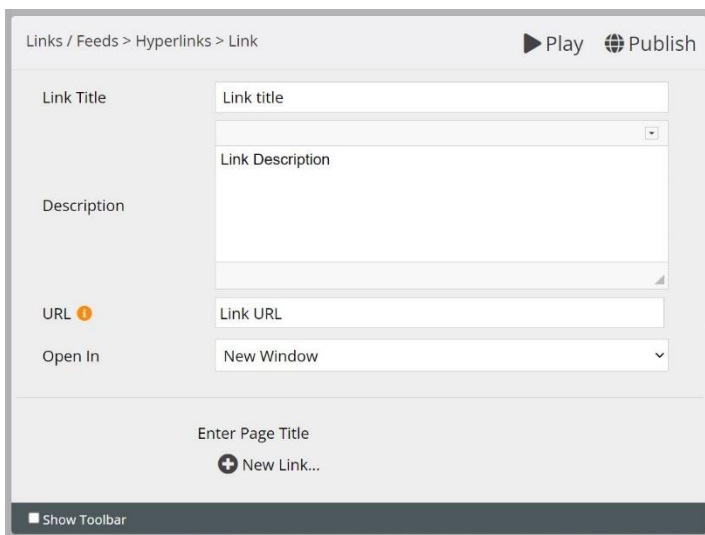 Links / Feeds > Hyperlinks > Link
Play Publish
Link Title Link title
Link Description
Description
URL Link URL
Open In New Window
Enter Page Title
New Link...
Show Toolbar